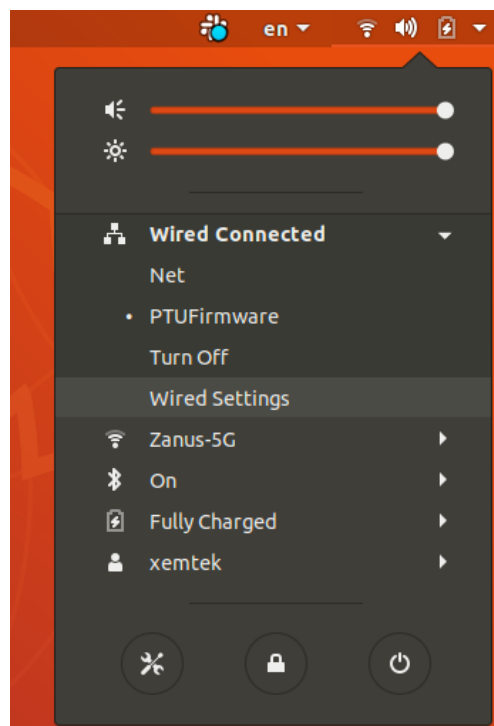 en
Wired Connected
Net
PTUFirmware
Turn Off
Wired Settings
Zanus-5G
On
Fully Charged
xemtek